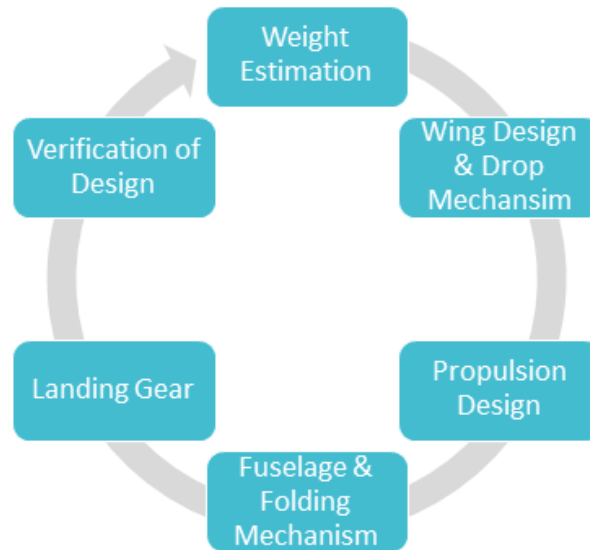 Weight
Estimation
Wing Design
& Drop
Mechansim
Propulsion
Design
Fuselage &
Folding
Mechanism
Landing Gear
Verification of
Design